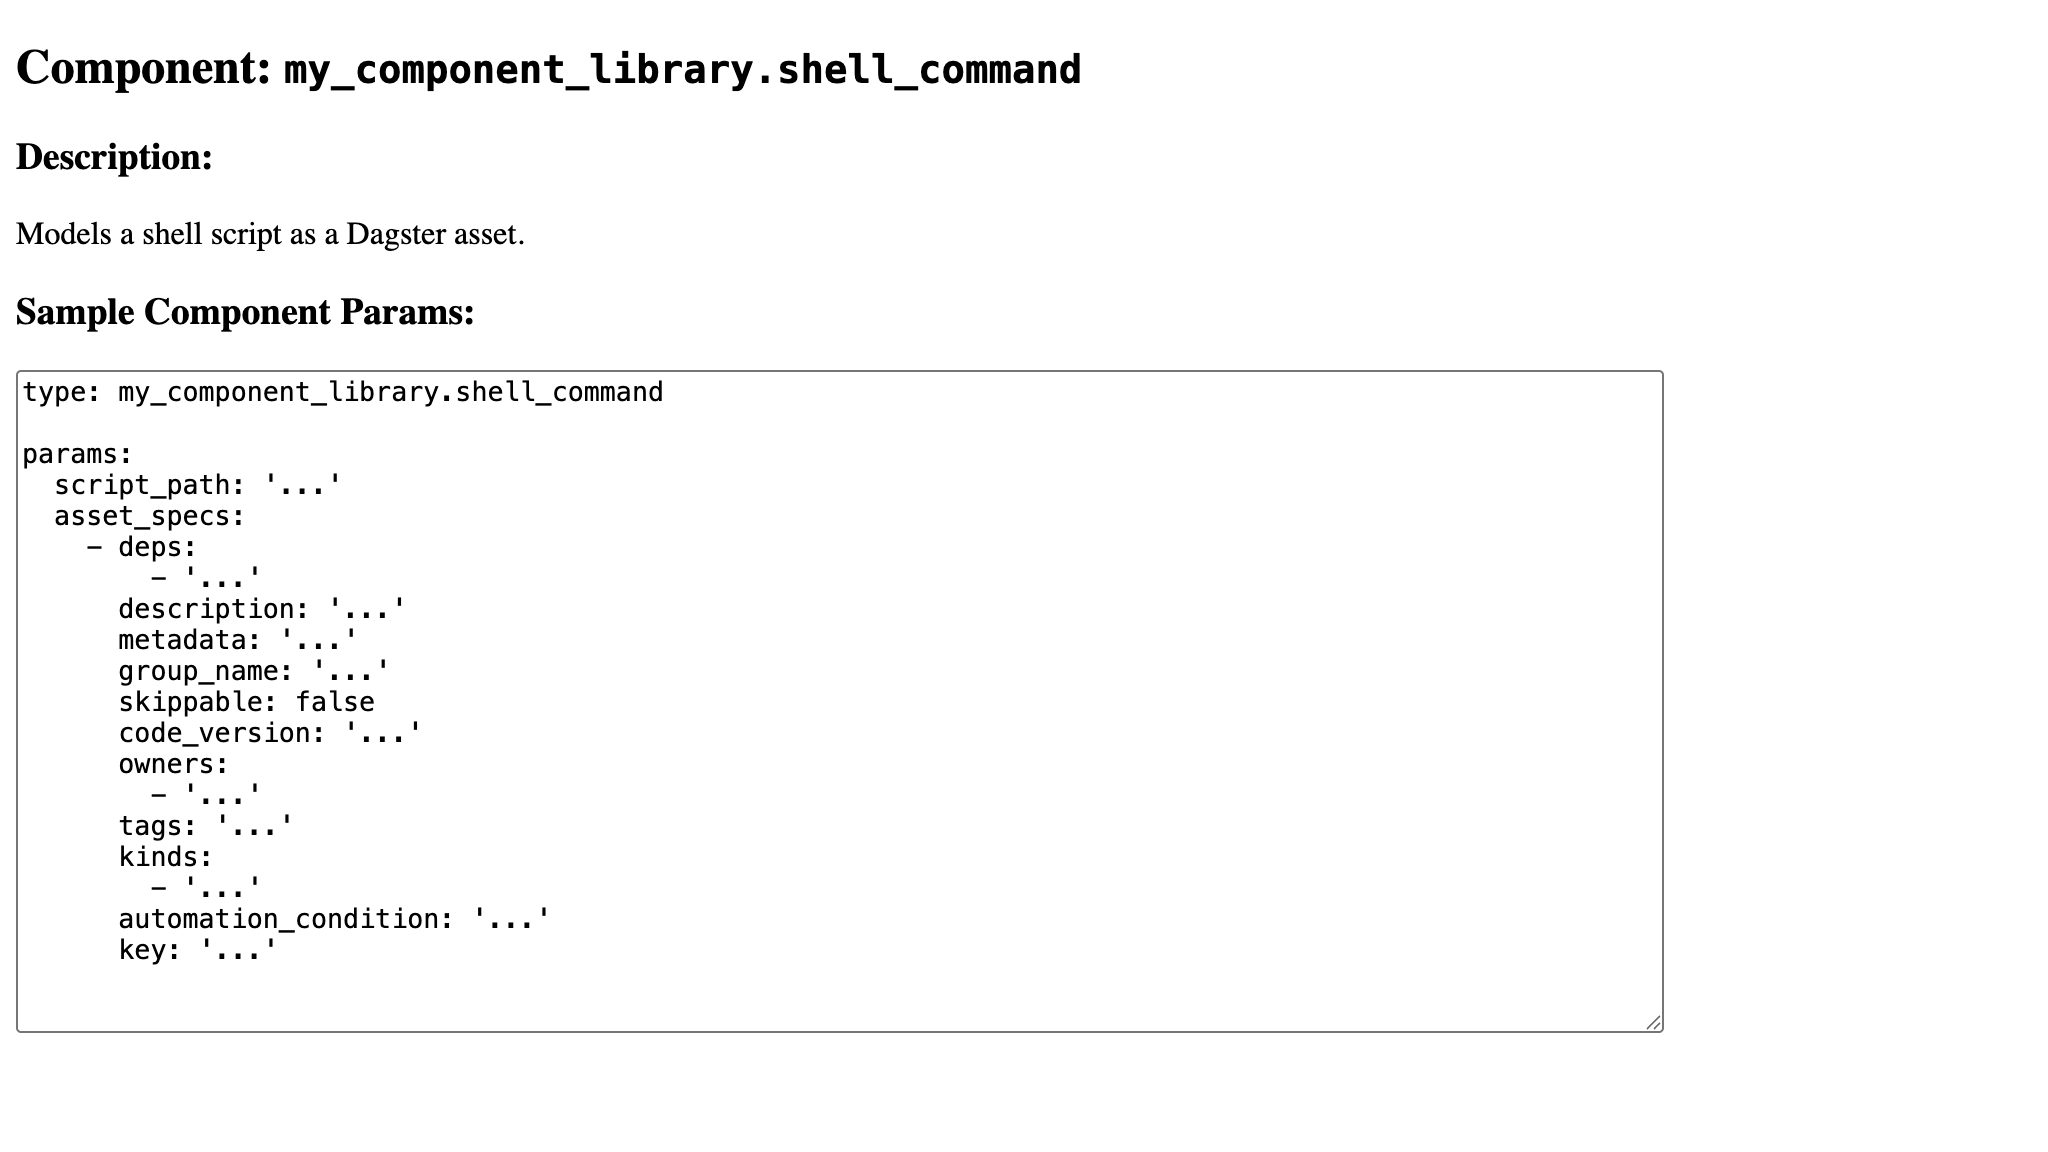 Component: my_component_library.shell_command
Description:
Models a shell script as a Dagster asset.
Sample Component Params:
type: my_component_library.shell_command

params:
  script_path: '...'
  asset_specs:
    - deps:
        - '...'
      description: '...'
      metadata: '...'
      group_name: '...'
      skippable: false
      code_version: '...'
      owners:
        - '...'
      tags: '...'
      kinds:
        - '...'
      automation_condition: '...'
      key: '...'